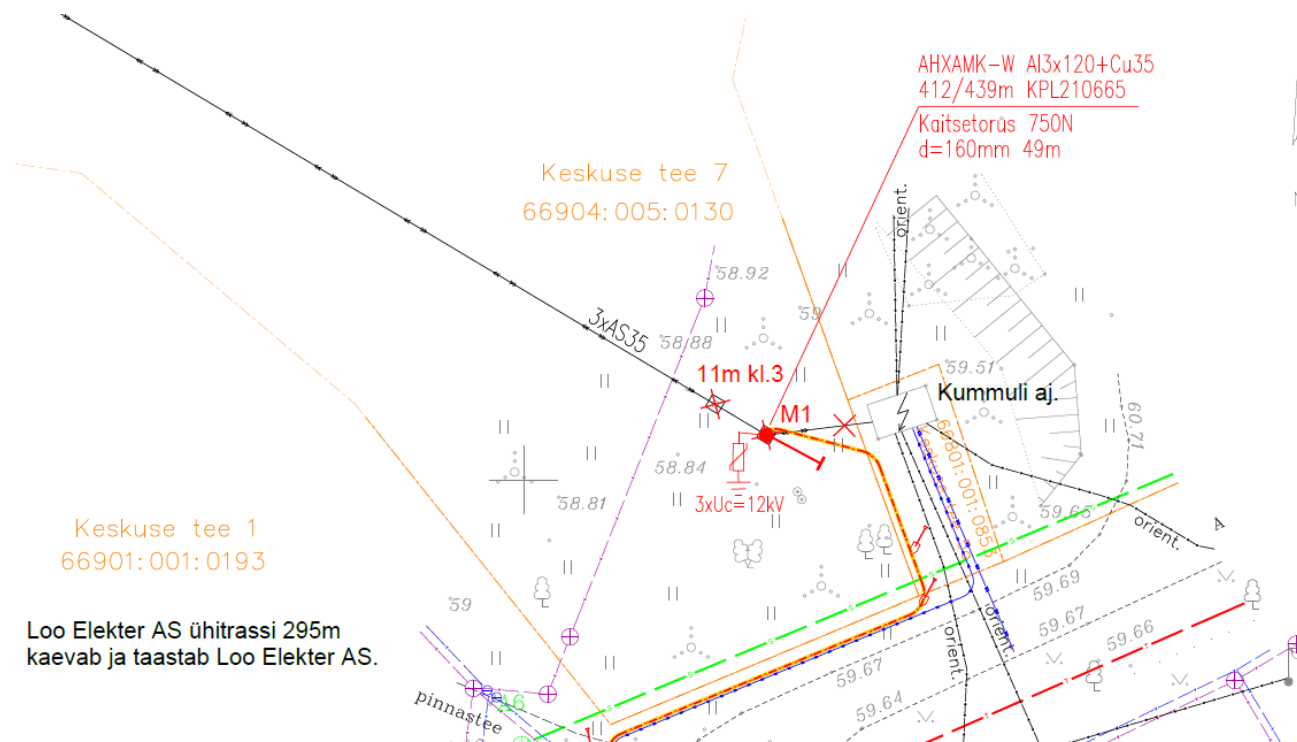 AHXAMK-W Al3x120+Cu35
412/439m KPL210665
Kaitsetorus 750N
d=160mm 49m
Keskuse tee 7
66904:005:0130
orient.
58.92
59
3xAS35
58.88
11m kl.3
59.51
M1
Kummuli aj.
60.71
58.84
3xUc=12kV
58.81
59.65
orient.
A
Keskuse tee 1
66901:001:0193
59
59.69
59.67
59.66
orient.
orient.
59.67
59.64
Loo Elekter AS ühitrassi 295m
kaevab ja taastab Loo Elekter AS.
A6
pinnastee